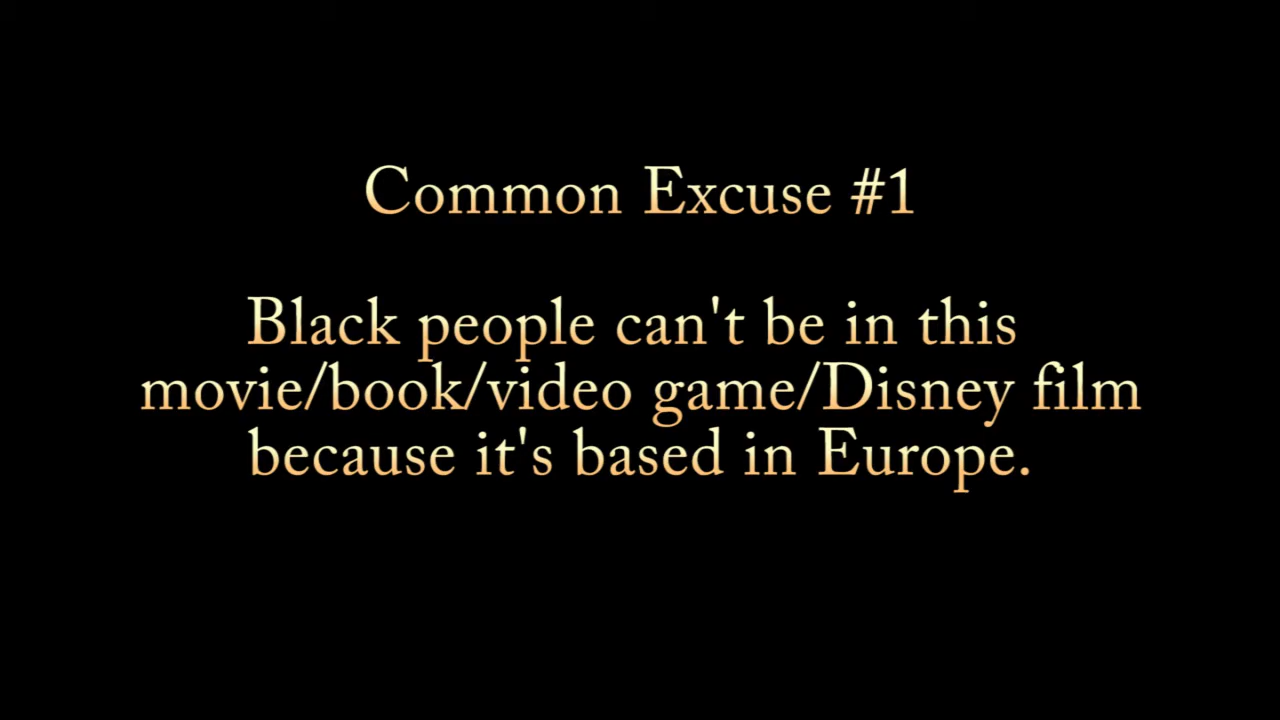 Common Excuse #1
Black people can't be in this
movie/book/video game/Disney film
because it's based in Europe.